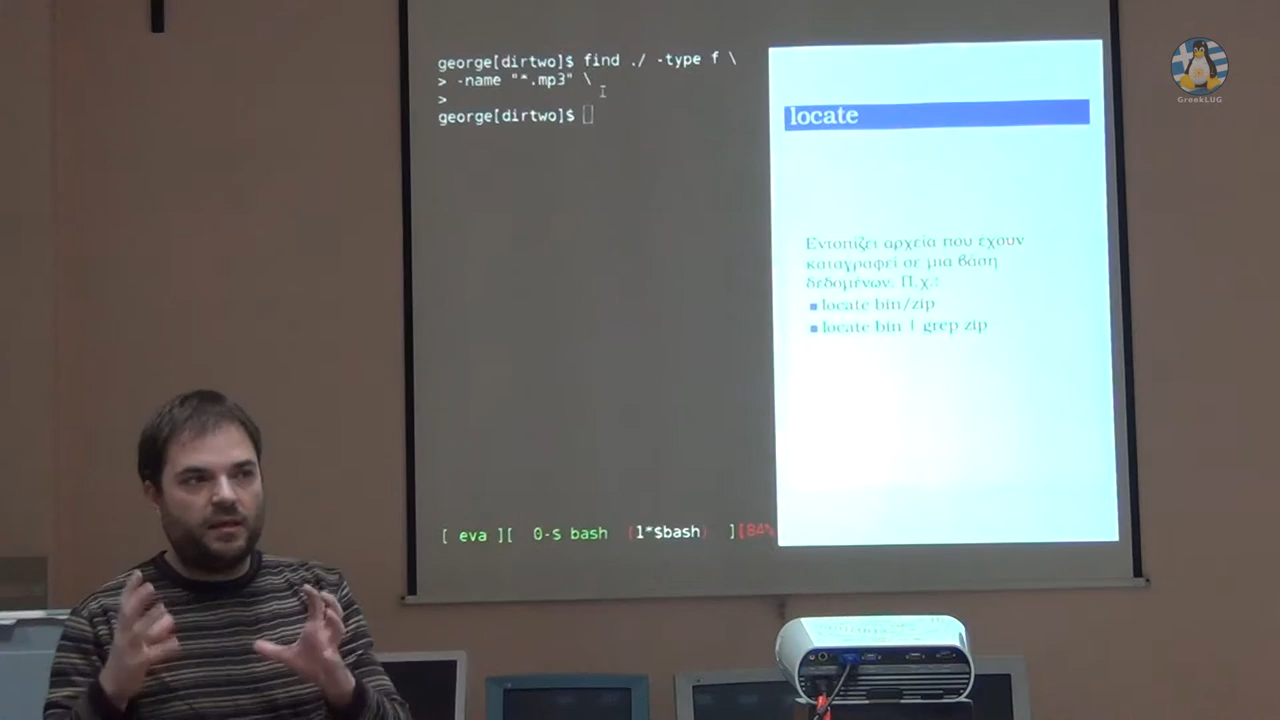 george[dirtwo]$ find ./ -type f \
> -name "*.mp3" \
>
george[dirtwo]$
[ eva ][ 0-$ bash (1*$bash) ][84%
locate
Εντοπίζει αρχεία που έχουν
καταγραφεί σε μια βάση
δεδομένων. Π.χ.:
locate bin/zip
locate bin | grep zip
GreekLUG